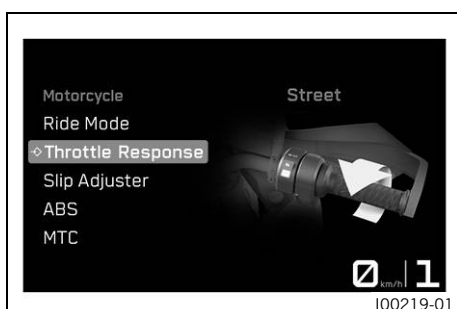 Motorcycle
Street
Ride Mode
Throttle Response
Slip Adjuster
ABS
MTC
0 km/h 1
I00219-01